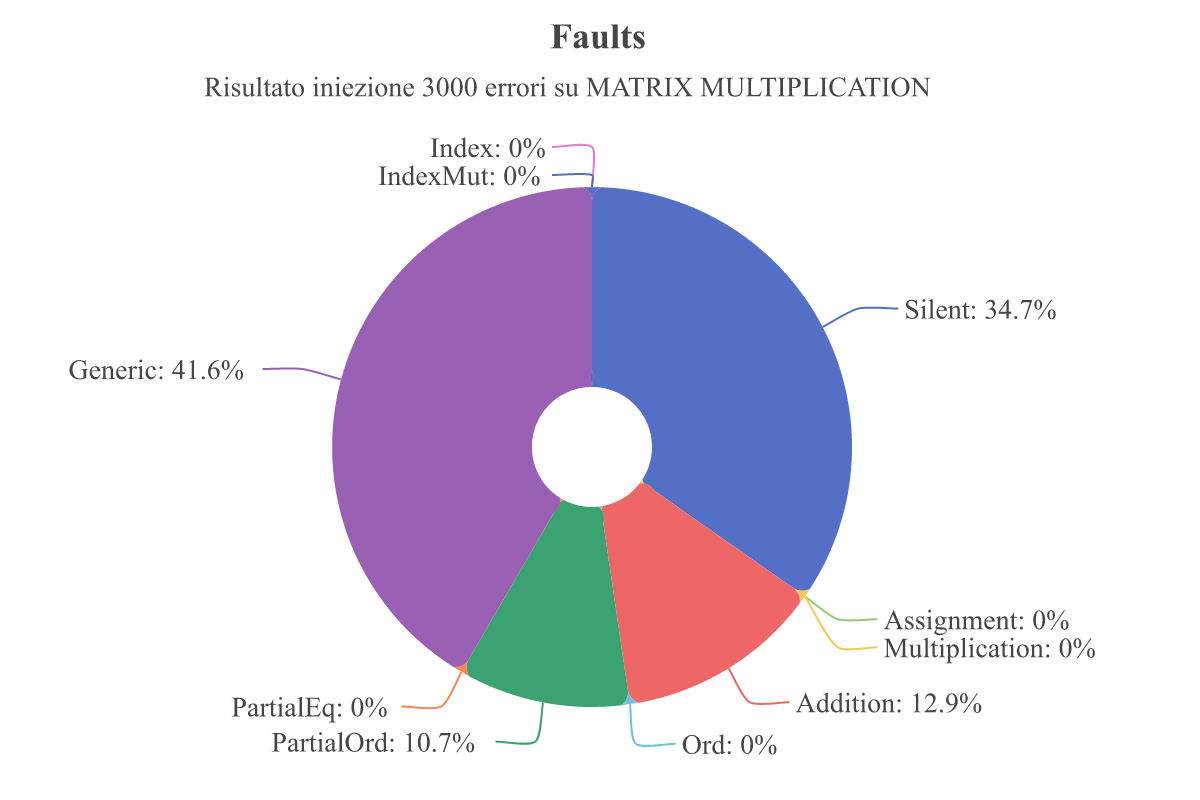 Faults
Risultato iniezione 3000 errori su MATRIX MULTIPLICATION
Index: 0%
IndexMut: 0%
Silent: 34.7%
Generic: 41.6%
Assignment: 0%
Multiplication: 0%
Addition: 12.9%
PartialEq: 0%
PartialOrd: 10.7%
Ord: 0%